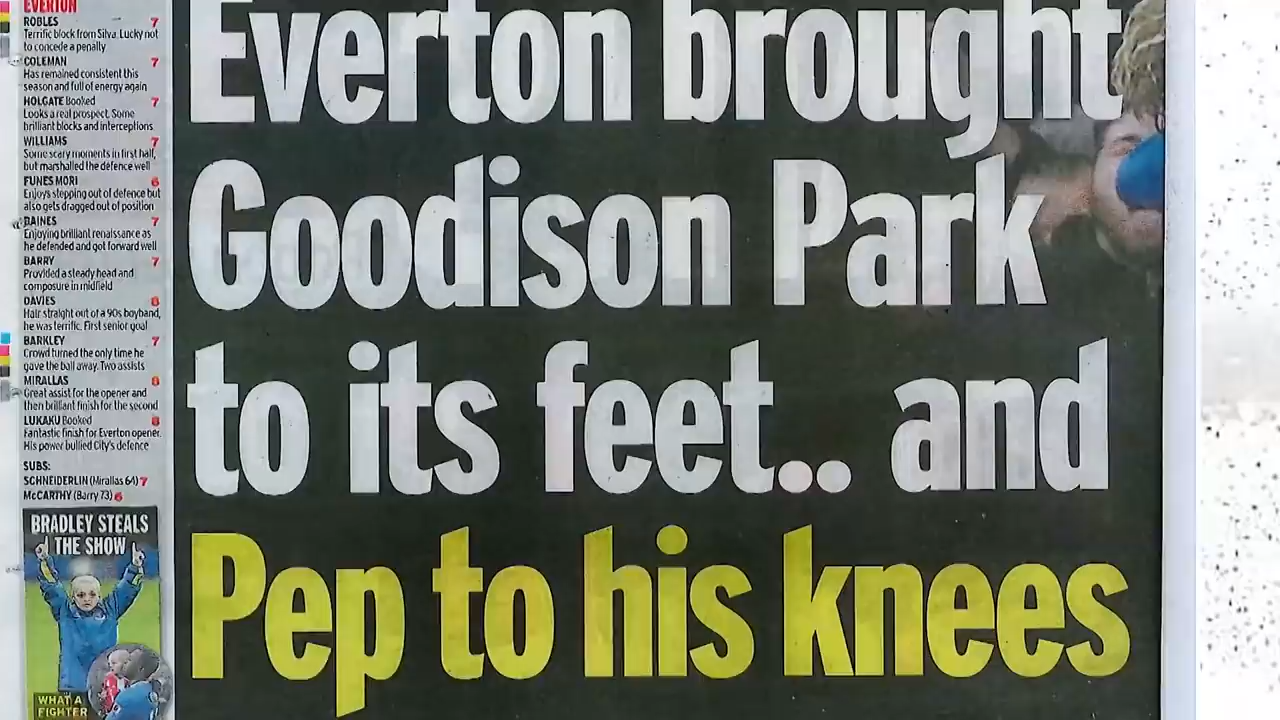 EVERTON
ROBLES 7
Terrific block from Silva. Lucky not
to concede a penalty
COLEMAN 7
Has remained consistent this
season and full of energy again
HOLGATE Booked 7
Looks a real prospect. Some
brilliant blocks and interceptions
WILLIAMS 7
Some scary moments in first half,
but marshalled the defence well
FUNES MORI 6
Enjoys stepping out of defence but
also gets dragged out of position
BAINES 7
Enjoying brilliant renaissance as
he defended and got forward well
BARRY 7
Provided a steady head and
composure in midfield
DAVIES 8
Hair straight out of a 90s boyband,
he was terrific. First senior goal
BARKLEY 7
Crowd turned the only time he
gave the ball away. Two assists
MIRALLAS 8
Great assist for the opener and
then brilliant finish for the second
LUKAKU Booked 8
Fantastic finish for Everton opener.
His power bullied City's defence
SUBS:
SCHNEIDERLIN (Mirallas 64) 7
McCARTHY (Barry 73) 6
BRADLEY STEALS
THE SHOW
WHAT A
FIGHTER
Everton brought
Goodison Park
to its feet.. and
Pep to his knees